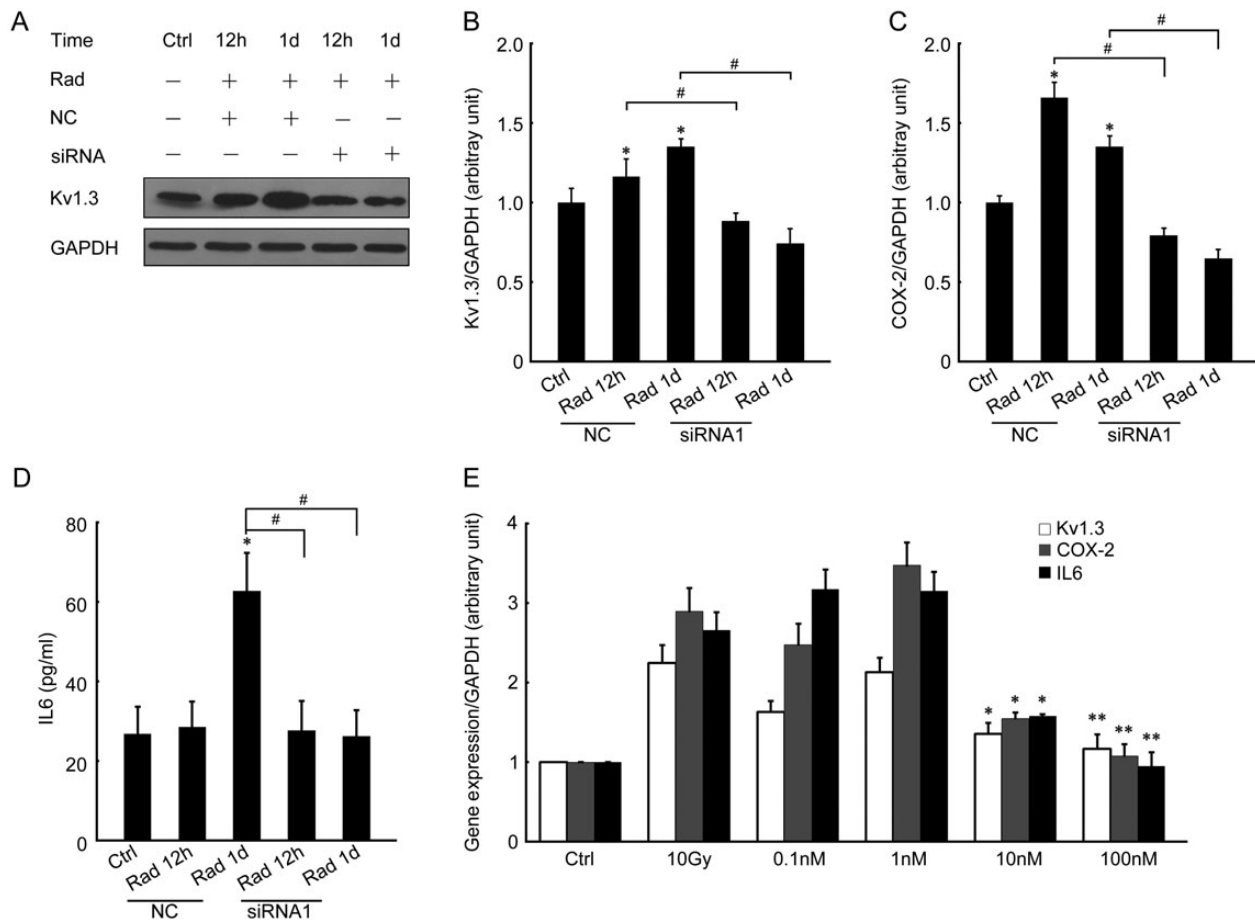 A
Time Ctrl 12h 1d 12h 1d
Rad − + + + +
NC − + + − −
siRNA − − − + +
Kv1.3
GAPDH
B
Kv1.3/GAPDH (arbitray unit)
2.0
1.5
1.0
0.5
0
# #
* *
Ctrl Rad 12h Rad 1d Rad 12h Rad 1d
NC siRNA1
C
COX-2/GAPDH (arbitray unit)
2.0
1.5
1.0
0.5
0
# #
* *
Ctrl Rad 12h Rad 1d Rad 12h Rad 1d
NC siRNA1
D
IL6 (pg/ml)
80
60
40
20
0
#
#
*
Ctrl Rad 12h Rad 1d Rad 12h Rad 1d
NC siRNA1
E
Gene expression/GAPDH (arbitrary unit)
4
3
2
1
0
Kv1.3
COX-2
IL6
* * * ** ** **
Ctrl 10Gy 0.1nM 1nM 10nM 100nM